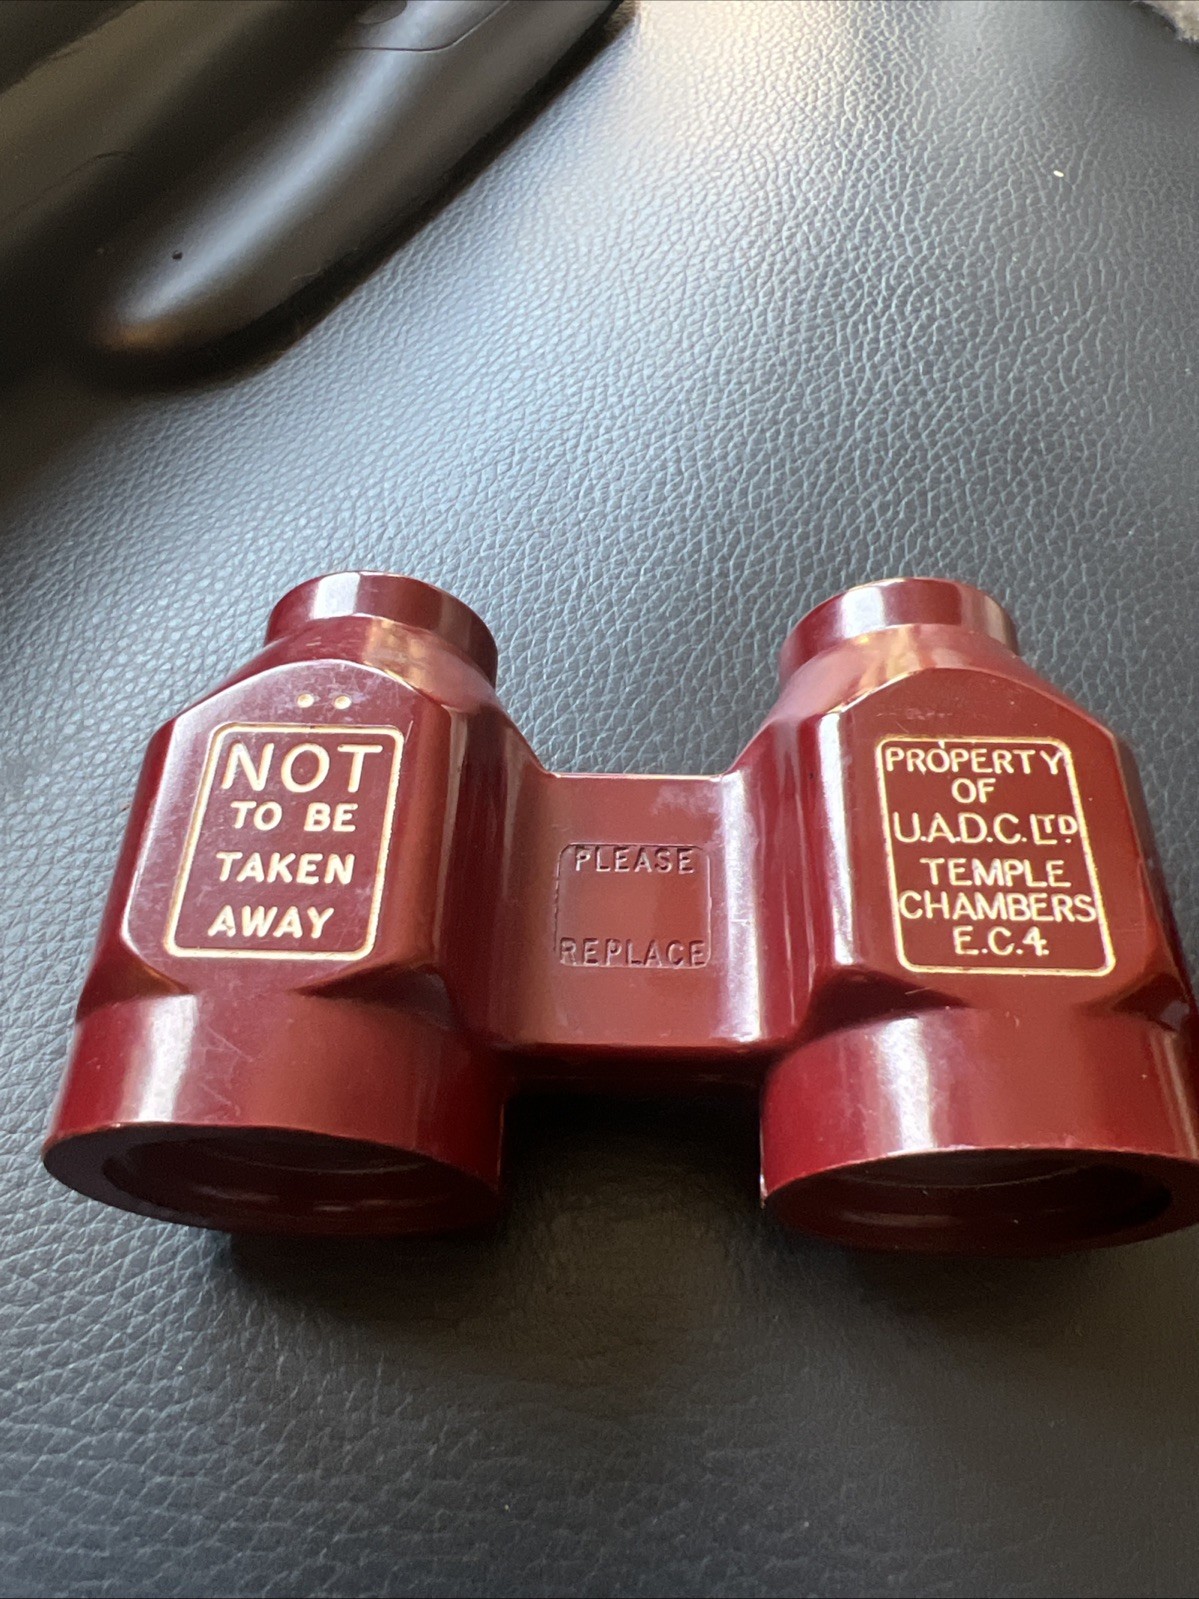 NOT
TO BE
TAKEN
AWAY
PLEASE
REPLACE
PROPERTY
OF
U.A.D.C. LTD.
TEMPLE
CHAMBERS
E.C.4.